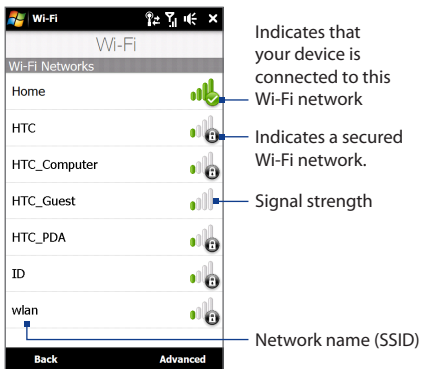 Wi-Fi
Wi-Fi
Wi-Fi Networks
Home
HTC
HTC_Computer
HTC_Guest
HTC_PDA
ID
wlan
Back Advanced
Indicates that
your device is
connected to this
Wi-Fi network
Indicates a secured
Wi-Fi network.
Signal strength
Network name (SSID)